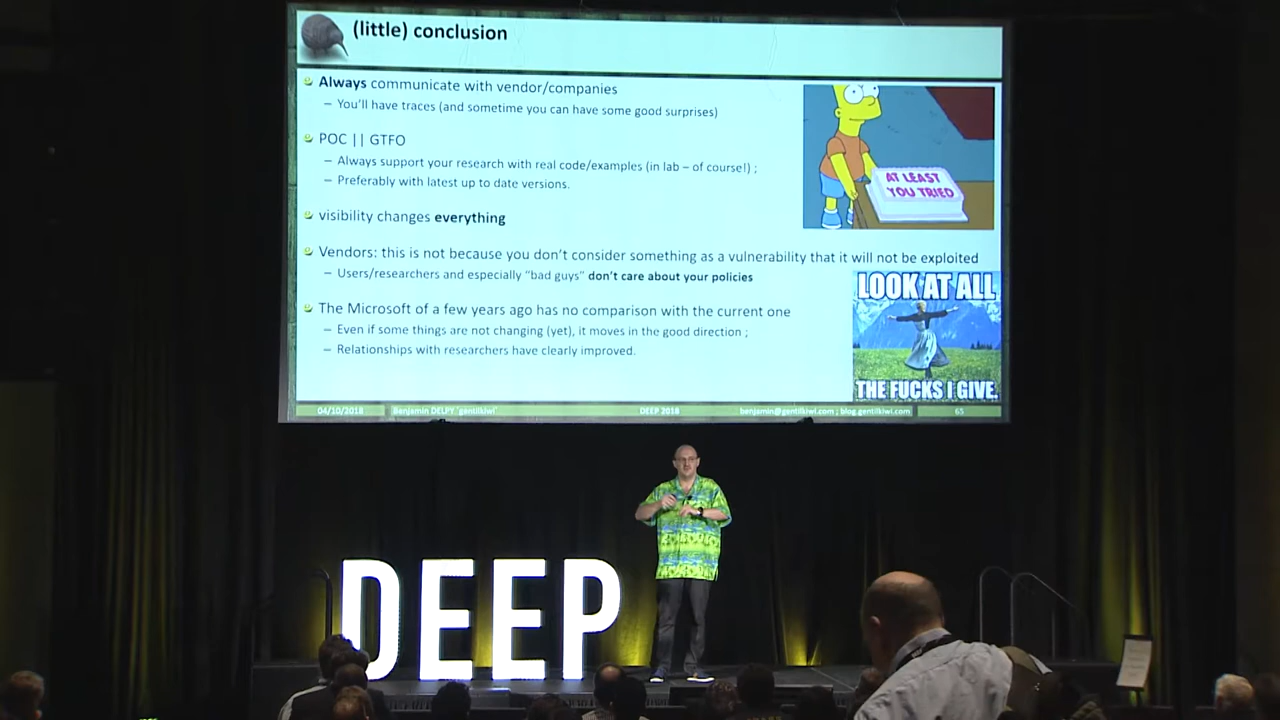 (little) conclusion
Always communicate with vendor/companies
– You'll have traces (and sometime you can have some good surprises)
AT LEAST
YOU TRIED
POC || GTFO
– Always support your research with real code/examples (in lab – of course!) ;
– Preferably with latest up to date versions.
visibility changes everything
Vendors: this is not because you don't consider something as a vulnerability that it will not be exploited
– Users/researchers and especially "bad guys" don't care about your policies
LOOK AT ALL
THE FUCKS I GIVE.
The Microsoft of a few years ago has no comparison with the current one
– Even if some things are not changing (yet), it moves in the good direction ;
– Relationships with researchers have clearly improved.
04/10/2018 Benjamin DELPY `gentilkiwi` DEEP 2018 benjamin@gentilkiwi.com ; blog.gentilkiwi.com 65
DEEP